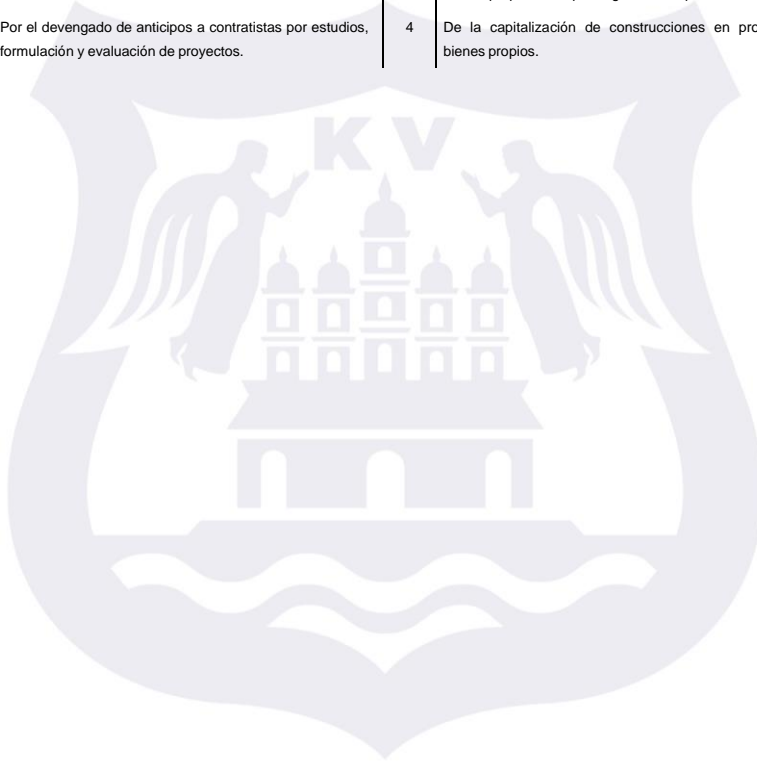 Por el devengado de anticipos a contratistas por estudios,
formulación y evaluación de proyectos.
4
De la capitalización de construcciones en
bienes propios.
KV